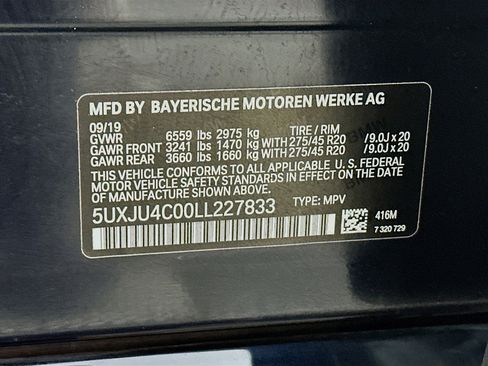 MFD BY BAYERISCHE MOTOREN WERKE AG
09/19
GVWR 6559 lbs 2975 kg TIRE / RIM
GAWR FRONT 3241 lbs 1470 kg WITH 275/45 R20 / 9.0J x 20
GAWR REAR 3660 lbs 1660 kg WITH 275/45 R20 / 9.0J x 20
THIS VEHICLE CONFORMS TO ALL APPLICABLE U. S. FEDERAL
MOTOR VEHICLE SAFETY STANDARDS IN EFFECT ON THE
DATE OF MANUFACTURE SHOWN ABOVE.
5UXJU4C00LL227833 TYPE: MPV
416M
7 320 729